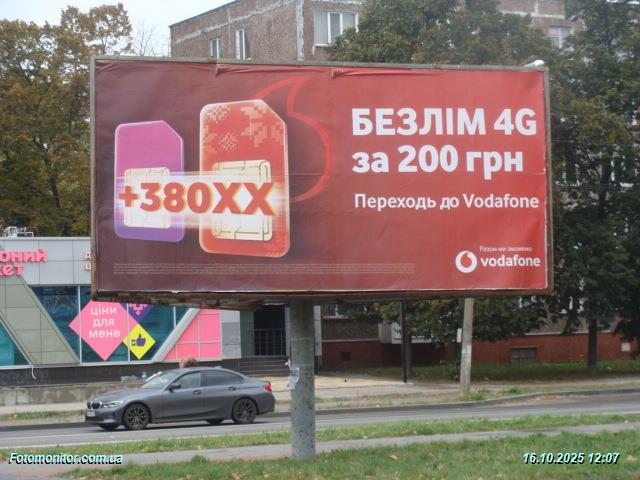 БЕЗЛІМ 4G
за 200 грн
Переходь до Vodafone
+380XX
Разом ми зможемо
vodafone
ціни
для
мене
Fotomonitor.com.ua
16.10.2025 12:07